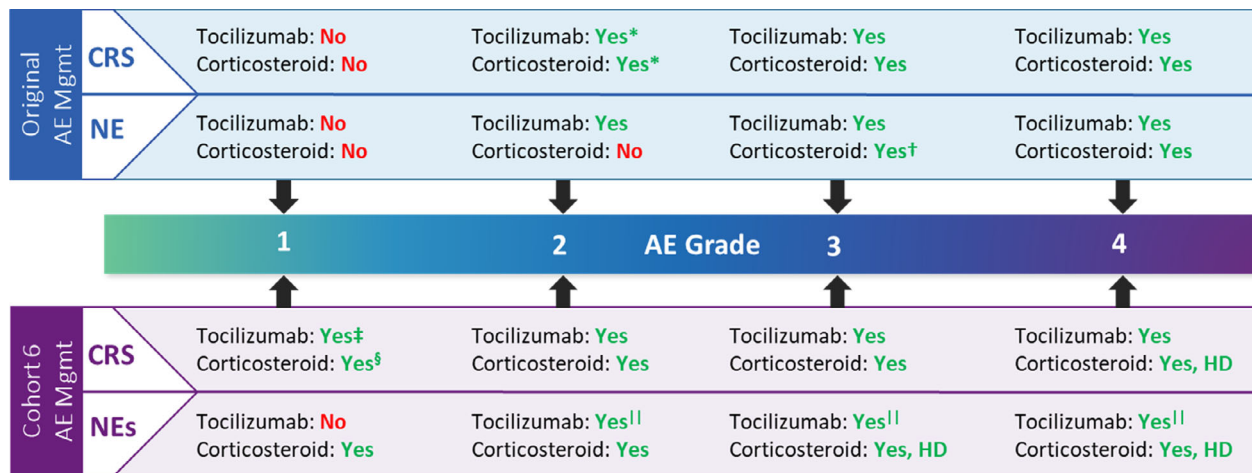 Original
AE Mgmt
CRS
Tocilizumab: No
Corticosteroid: No
Tocilizumab: Yes*
Corticosteroid: Yes*
Tocilizumab: Yes
Corticosteroid: Yes
Tocilizumab: Yes
Corticosteroid: Yes
NE
Tocilizumab: No
Corticosteroid: No
Tocilizumab: Yes
Corticosteroid: No
Tocilizumab: Yes
Corticosteroid: Yes†
Tocilizumab: Yes
Corticosteroid: Yes
1 2 AE Grade 3 4
Cohort 6
AE Mgmt
CRS
Tocilizumab: Yes‡
Corticosteroid: Yes§
Tocilizumab: Yes
Corticosteroid: Yes
Tocilizumab: Yes
Corticosteroid: Yes
Tocilizumab: Yes
Corticosteroid: Yes, HD
NEs
Tocilizumab: No
Corticosteroid: Yes
Tocilizumab: Yes||
Corticosteroid: Yes
Tocilizumab: Yes||
Corticosteroid: Yes, HD
Tocilizumab: Yes||
Corticosteroid: Yes, HD